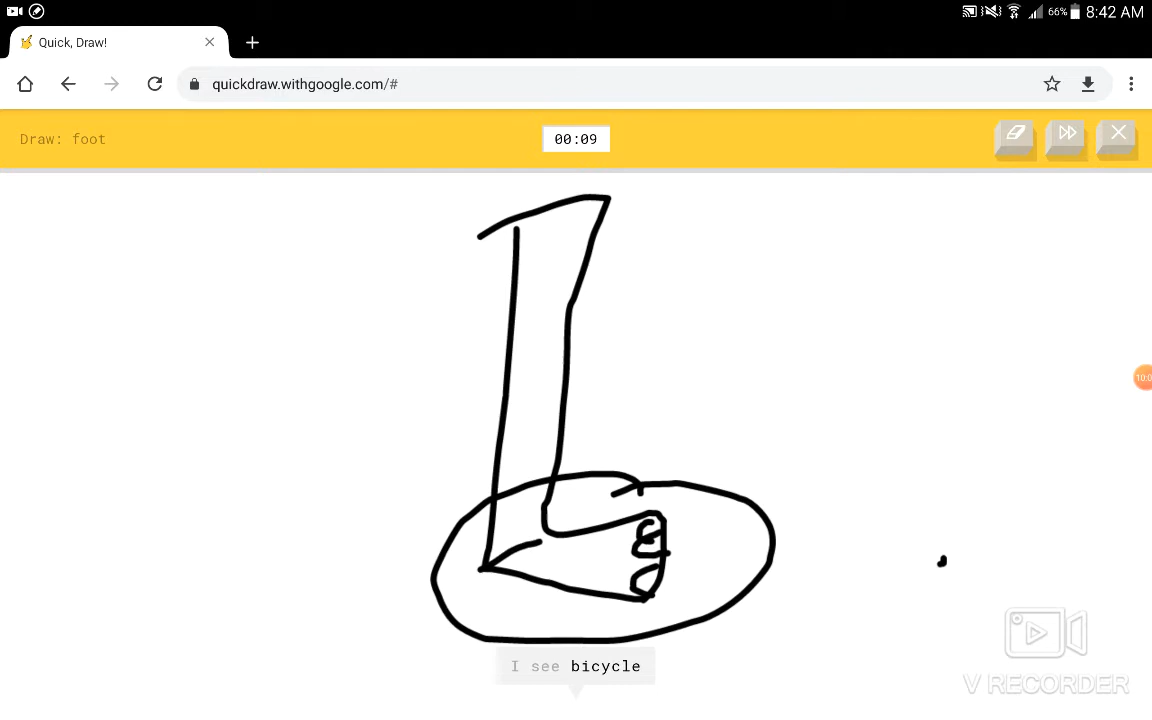 66% 8:42 AM
Quick, Draw!
quickdraw.withgoogle.com/#
Draw: foot
00:09
I see bicycle
V RECORDER